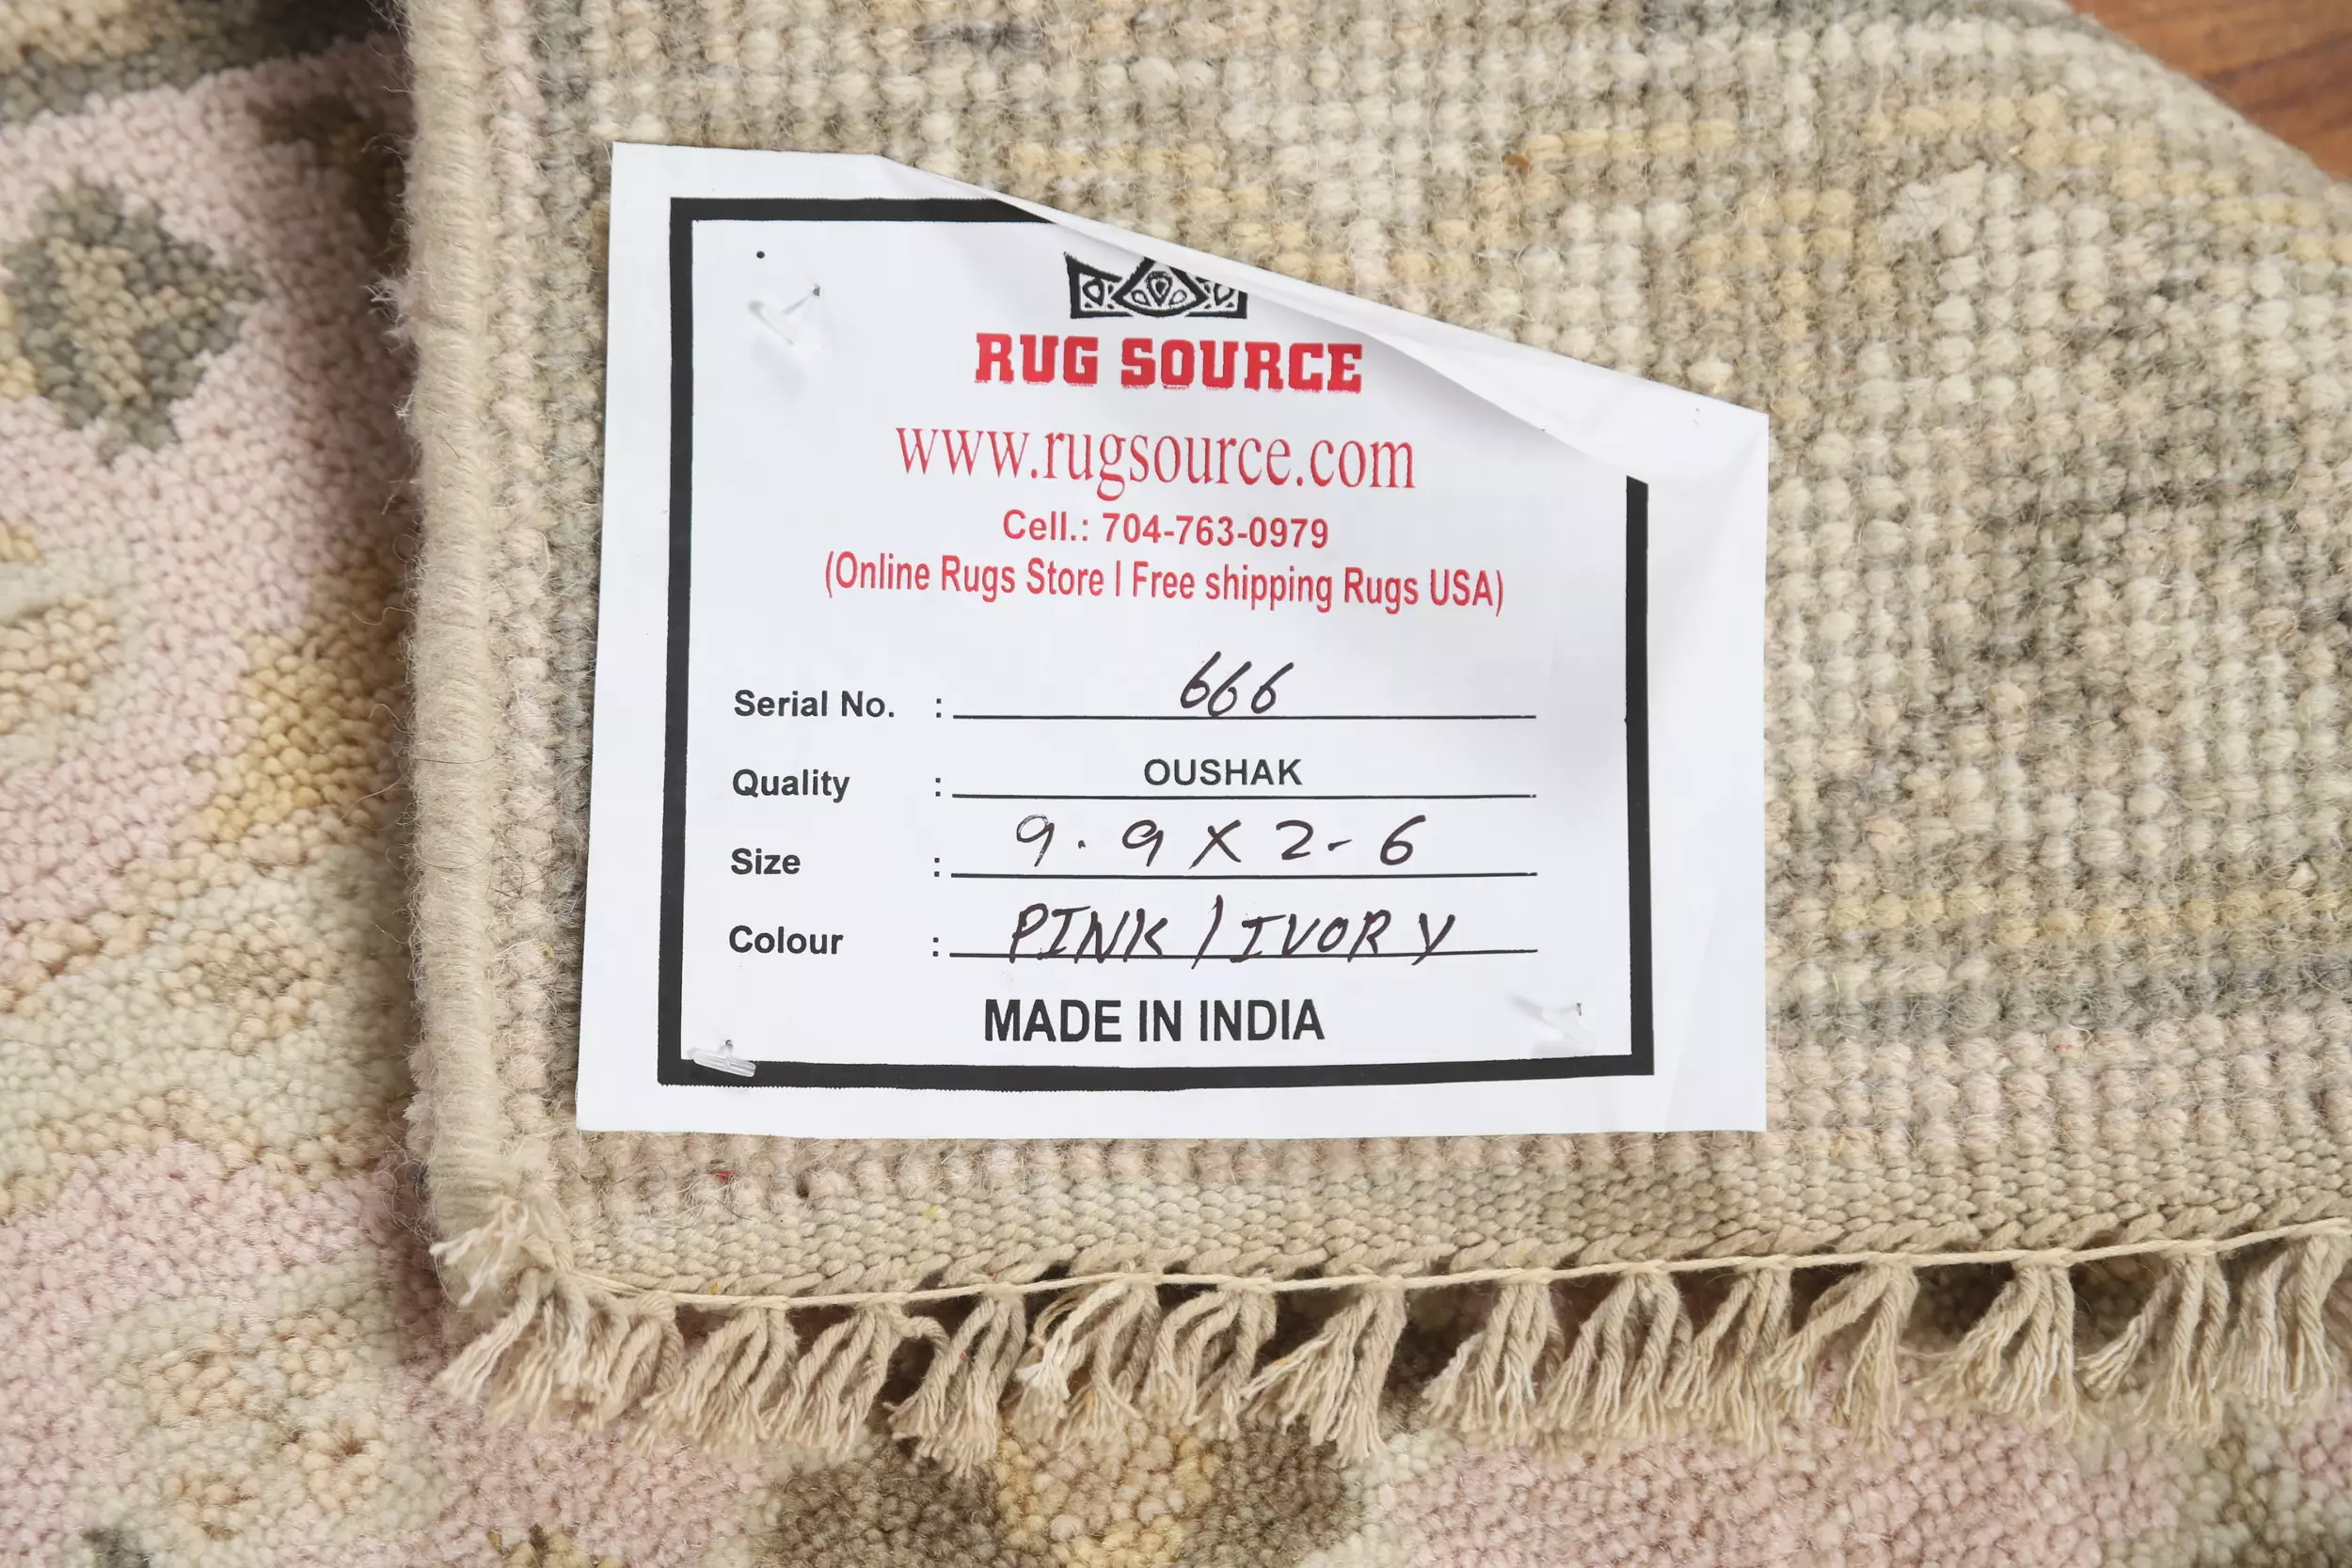 RUG SOURCE
www.rugsource.com
Cell.: 704-763-0979
(Online Rugs Store | Free shipping Rugs USA)
Serial No. : 666
Quality : OUSHAK
Size : 9.9 X 2-6
Colour : PINK / IVORY
MADE IN INDIA